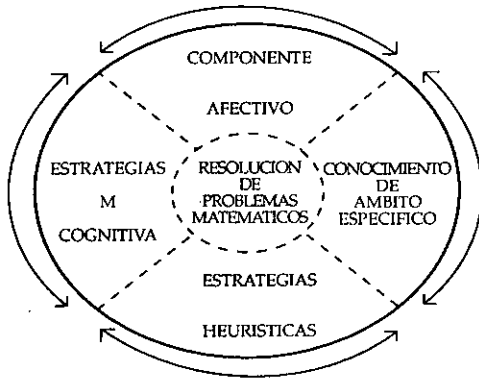 COMPONENTE
AFECTIVO
ESTRATEGIAS
M
COGNITIVA
RESOLUCION
DE
PROBLEMAS
MATEMATICOS
CONOCIMIENTO
DE
AMBITO
ESPECIFICO
ESTRATEGIAS
HEURISTICAS